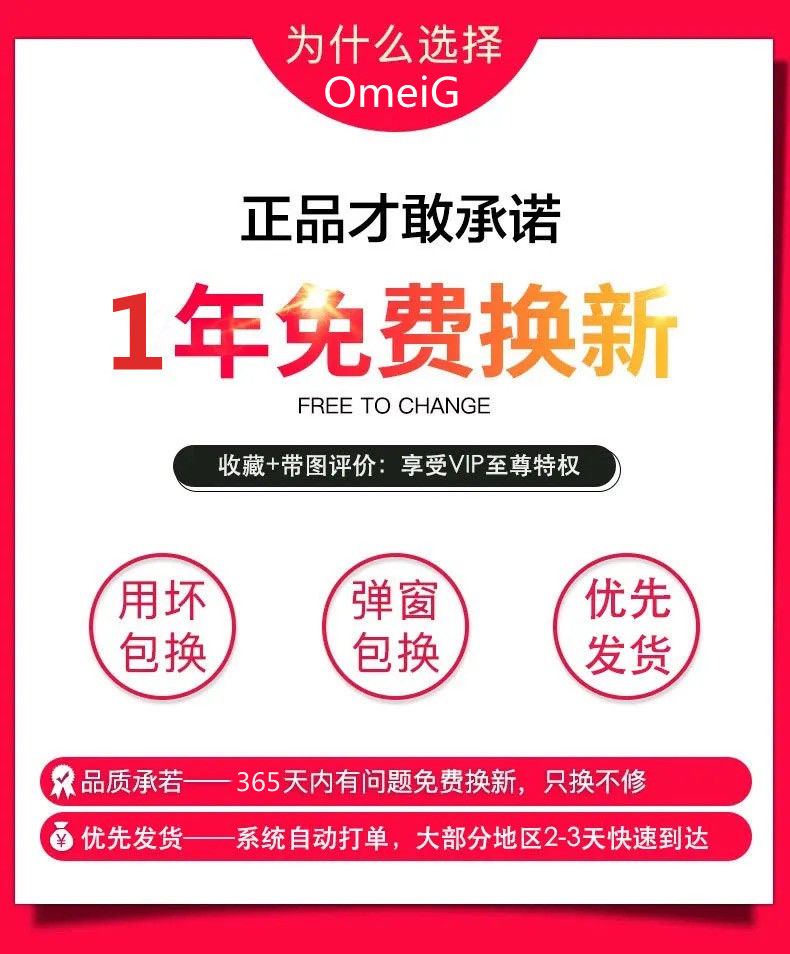 为什么选择
OmeiG
正品才敢承诺
1年免费换新
FREE TO CHANGE
收藏+带图评价：享受VIP至尊特权
用坏
包换
弹窗
包换
优先
发货
品质承若——365天内有问题免费换新，只换不修
¥
优先发货——系统自动打单，大部分地区2-3天快速到达